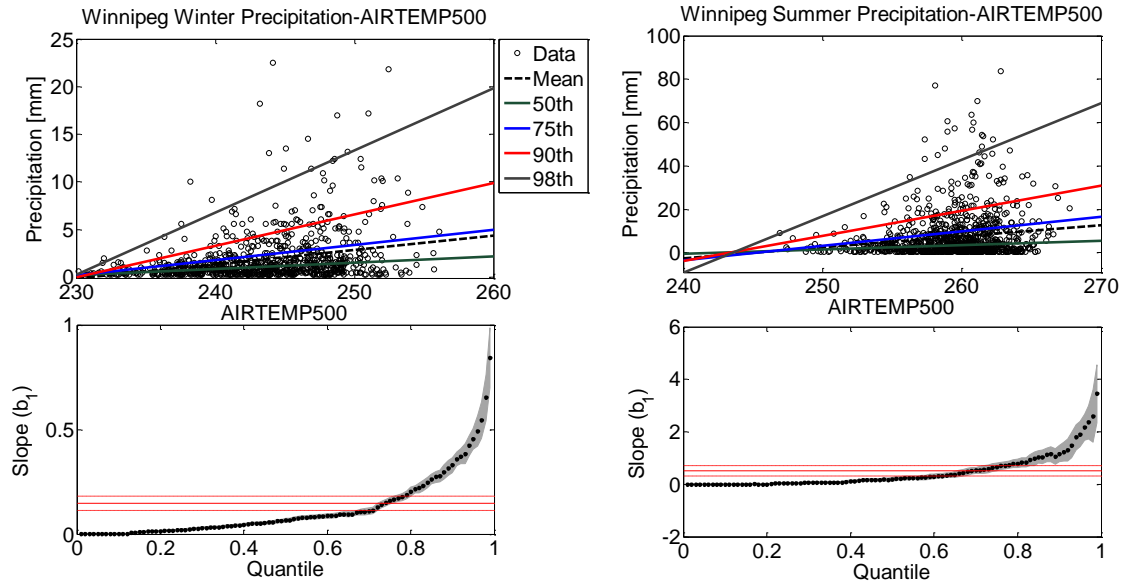 Winnipeg Winter Precipitation-AIRTEMP500
Precipitation [mm]
25
20
15
10
5
0
230
240
250
260
AIRTEMP500
Data
Mean
50th
75th
90th
98th
Winnipeg Summer Precipitation-AIRTEMP500
Precipitation [mm]
100
80
60
40
20
0
240
250
260
270
AIRTEMP500
Slope (b1)
1
0.5
0
0
0.2
0.4
0.6
0.8
1
Quantile
Slope (b1)
6
4
2
0
-2
0
0.2
0.4
0.6
0.8
1
Quantile